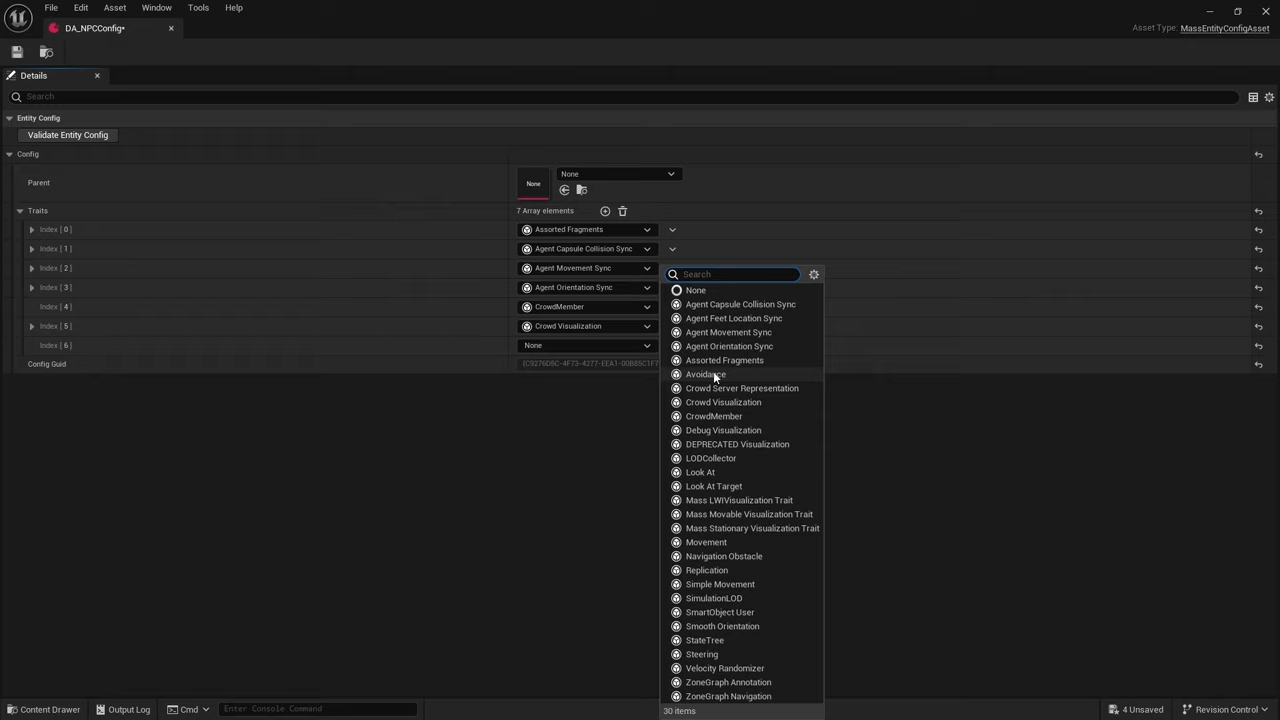 File Edit Asset Window Tools Help
DA_NPCConfig*
Asset Type: MassEntityConfigAsset
Details
Search
Entity Config
Validate Entity Config
Config
Parent
None
None
Traits
7 Array elements
Index [ 0 ]
Assorted Fragments
Index [ 1 ]
Agent Capsule Collision Sync
Index [ 2 ]
Agent Movement Sync
Index [ 3 ]
Agent Orientation Sync
Index [ 4 ]
CrowdMember
Index [ 5 ]
Crowd Visualization
Index [ 6 ]
None
Config Guid
Search
None
Agent Capsule Collision Sync
Agent Feet Location Sync
Agent Movement Sync
Agent Orientation Sync
Assorted Fragments
Avoidance
Crowd Server Representation
Crowd Visualization
CrowdMember
Debug Visualization
DEPRECATED Visualization
LODCollector
Look At
Look At Target
Mass LWIVisualization Trait
Mass Movable Visualization Trait
Mass Stationary Visualization Trait
Movement
Navigation Obstacle
Replication
Simple Movement
SimulationLOD
SmartObject User
Smooth Orientation
StateTree
Steering
Velocity Randomizer
ZoneGraph Annotation
ZoneGraph Navigation
30 items
Content Drawer
Output Log
Cmd
Enter Console Command
4 Unsaved
Revision Control